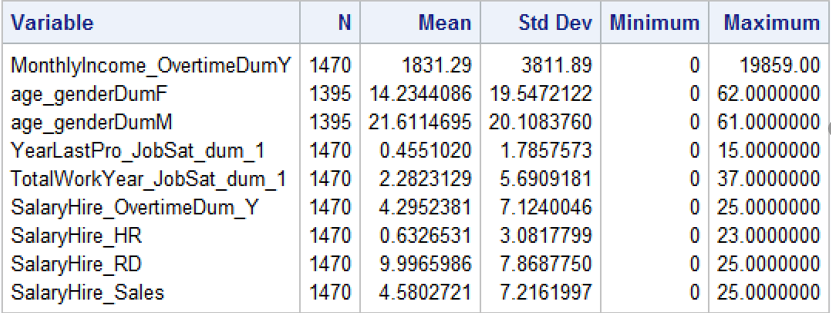 Variable N Mean Std Dev Minimum Maximum
MonthlyIncome_OvertimeDumY 1470 1831.29 3811.89 0 19859.00
age_genderDumF 1395 14.2344086 19.5472122 0 62.0000000
age_genderDumM 1395 21.6114695 20.1083760 0 61.0000000
YearLastPro_JobSat_dum_1 1470 0.4551020 1.7857573 0 15.0000000
TotalWorkYear_JobSat_dum_1 1470 2.2823129 5.6909181 0 37.0000000
SalaryHire_OvertimeDum_Y 1470 4.2952381 7.1240046 0 25.0000000
SalaryHire_HR 1470 0.6326531 3.0817799 0 23.0000000
SalaryHire_RD 1470 9.9965986 7.8687750 0 25.0000000
SalaryHire_Sales 1470 4.5802721 7.2161997 0 25.0000000